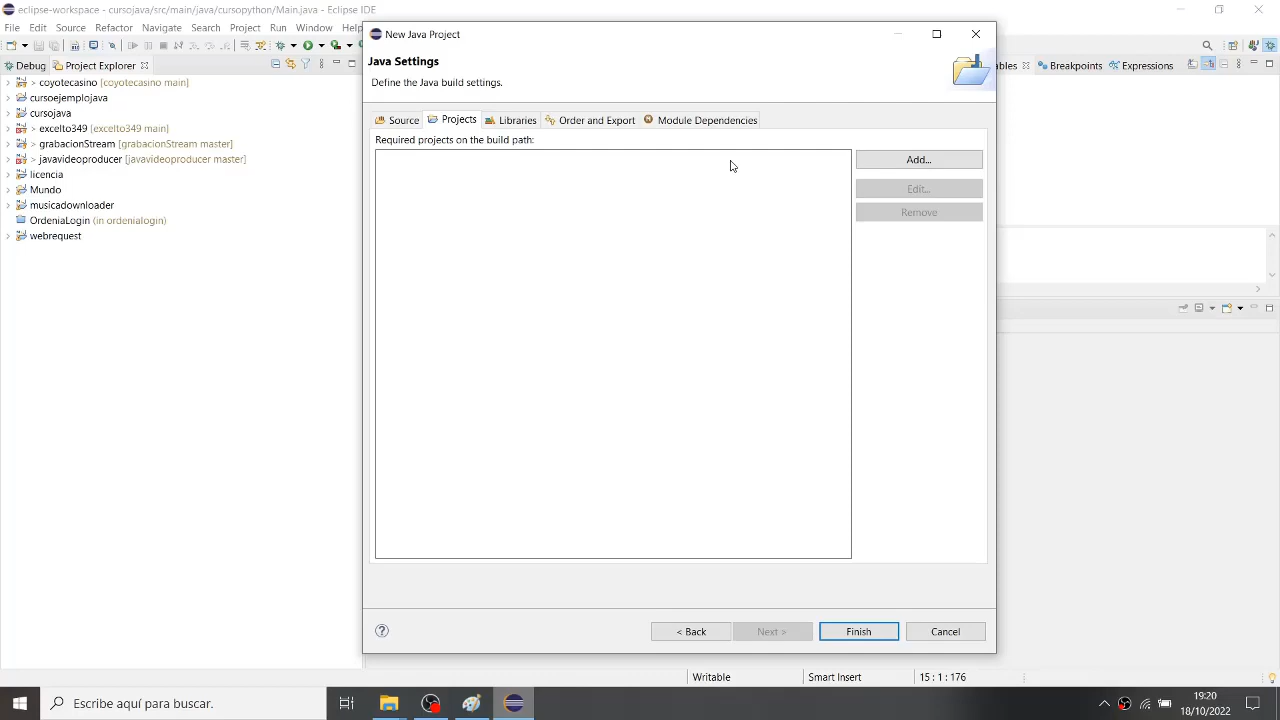 eclipse-workspace - cursojava/src/main/java/cursopython/Main.java - Eclipse IDE
File Edit Source Refactor Navigate Search Project Run Window Help
New Java Project
Java Settings
Define the Java build settings.
Debug Project Explorer
Breakpoints Expressions
Source Projects Libraries Order and Export Module Dependencies
Required projects on the build path:
> coyotecasino [coyotecasino main]
cursoejemplojava
cursojava
> excelto349 [excelto349 main]
> grabacionStream [grabacionStream master]
> javavideoproducer [javavideoproducer master]
licencia
Mundo
musicadownloader
OrdeniaLogin (in ordenialogin)
webrequest
Add...
Edit...
Remove
< Back Next > Finish Cancel
Writable Smart Insert 15 : 1 : 176
Escribe aquí para buscar.
19:20
18/10/2022